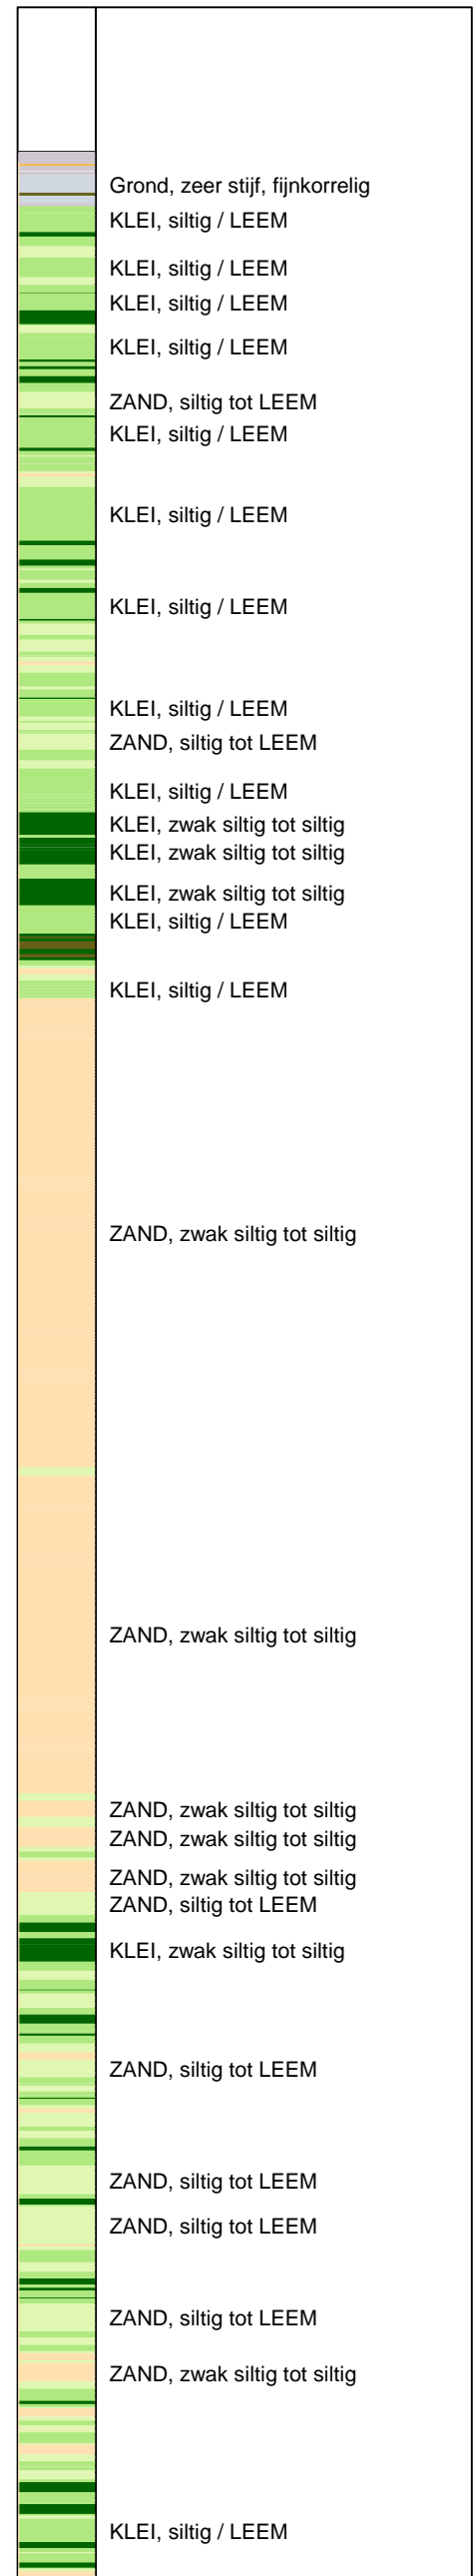 Grond, zeer stijf, fijnkorrelig
KLEI, siltig / LEEM
KLEI, siltig / LEEM
KLEI, siltig / LEEM
KLEI, siltig / LEEM
ZAND, siltig tot LEEM
KLEI, siltig / LEEM
KLEI, siltig / LEEM
KLEI, siltig / LEEM
KLEI, siltig / LEEM
ZAND, siltig tot LEEM
KLEI, siltig / LEEM
KLEI, zwak siltig tot siltig
KLEI, zwak siltig tot siltig
KLEI, zwak siltig tot siltig
KLEI, siltig / LEEM
KLEI, siltig / LEEM
ZAND, zwak siltig tot siltig
ZAND, zwak siltig tot siltig
ZAND, zwak siltig tot siltig
ZAND, zwak siltig tot siltig
ZAND, zwak siltig tot siltig
ZAND, siltig tot LEEM
KLEI, zwak siltig tot siltig
ZAND, siltig tot LEEM
ZAND, siltig tot LEEM
ZAND, siltig tot LEEM
ZAND, siltig tot LEEM
ZAND, zwak siltig tot siltig
KLEI, siltig / LEEM